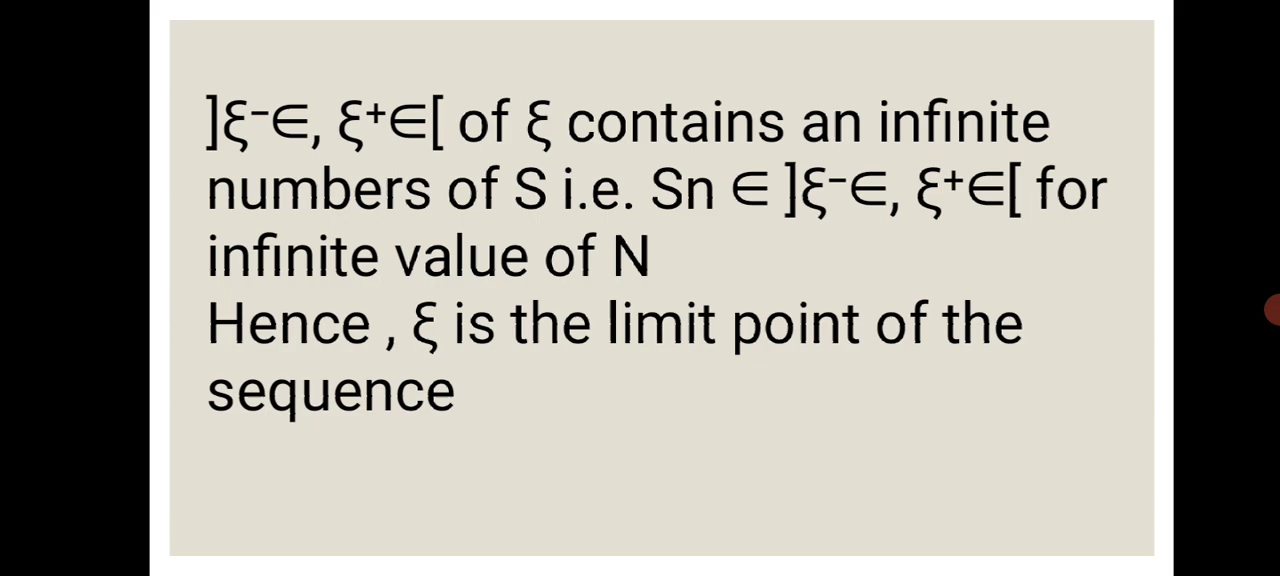 ]ξ⁻∈, ξ⁺∈[ of ξ contains an infinite
numbers of S i.e. Sn ∈ ]ξ⁻∈, ξ⁺∈[ for
infinite value of N
Hence , ξ is the limit point of the
sequence